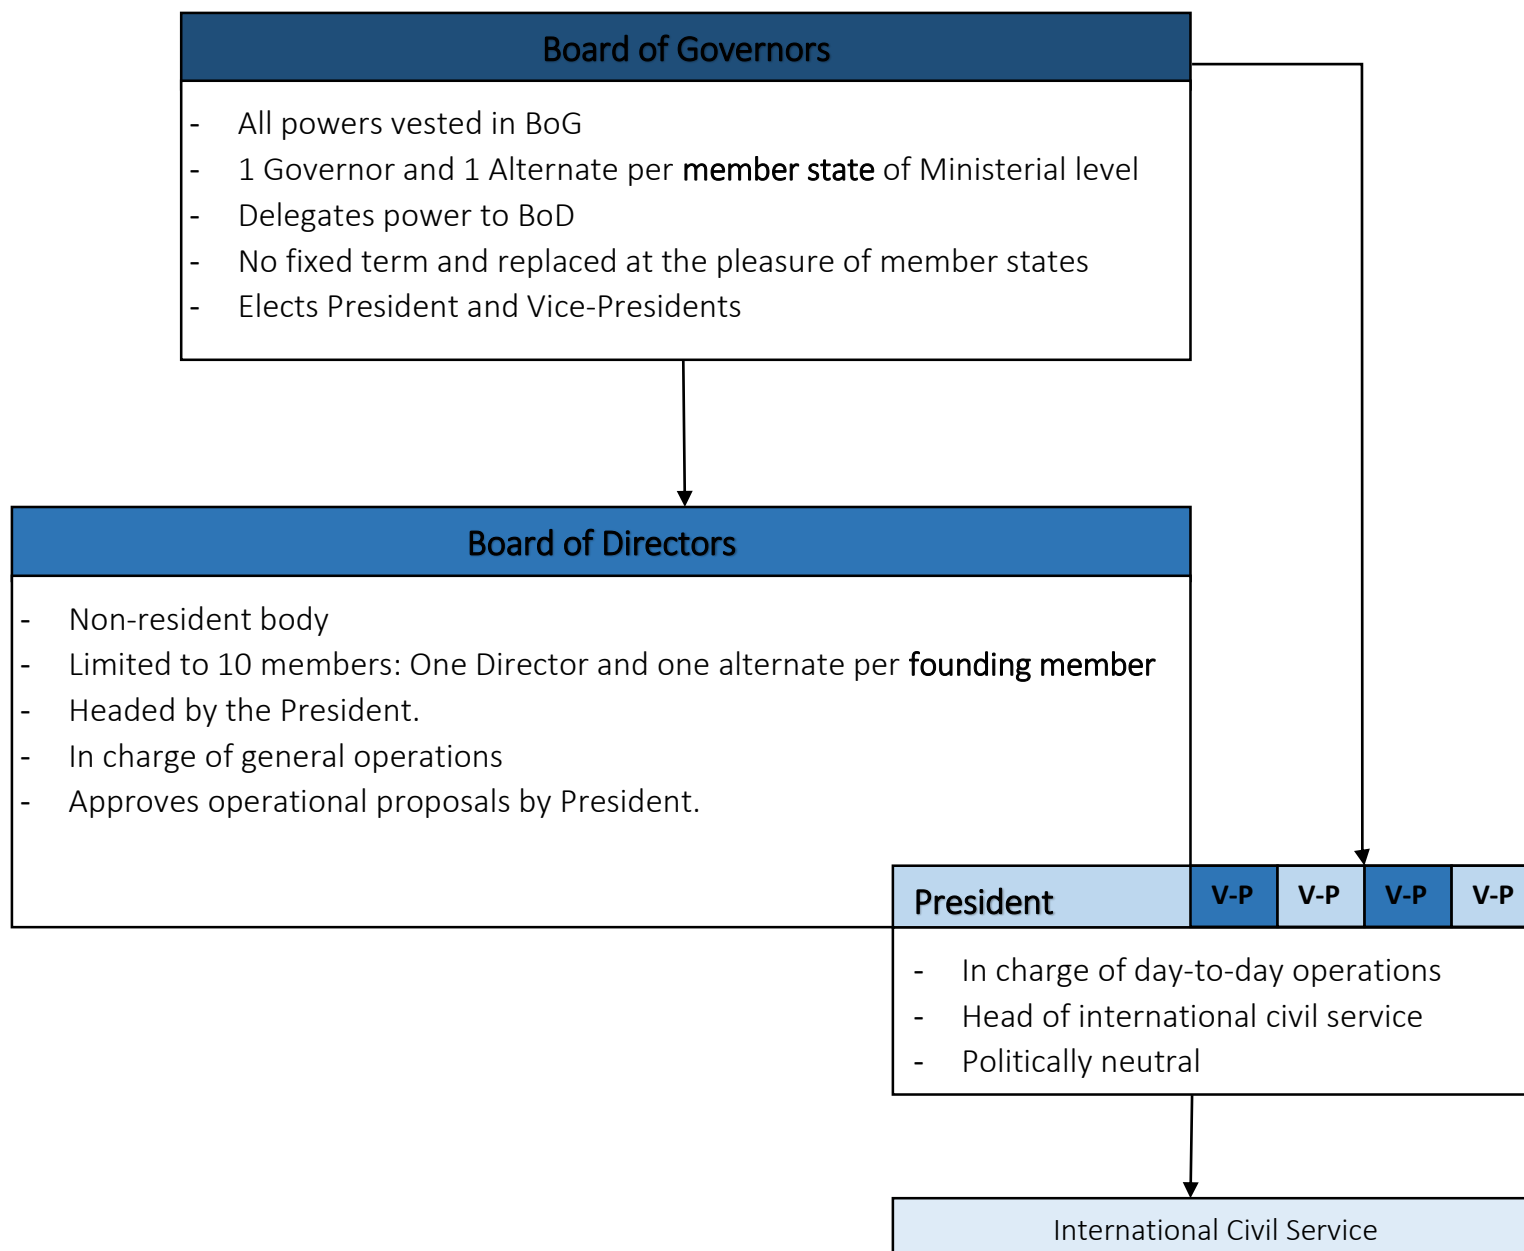 Board of Governors
- All powers vested in BoG
- 1 Governor and 1 Alternate per member state of Ministerial level
- Delegates power to BoD
- No fixed term and replaced at the pleasure of member states
- Elects President and Vice-Presidents
Board of Directors
- Non-resident body
- Limited to 10 members: One Director and one alternate per founding member
- Headed by the President.
- In charge of general operations
- Approves operational proposals by President.
President V-P V-P V-P V-P
- In charge of day-to-day operations
- Head of international civil service
- Politically neutral
International Civil Service